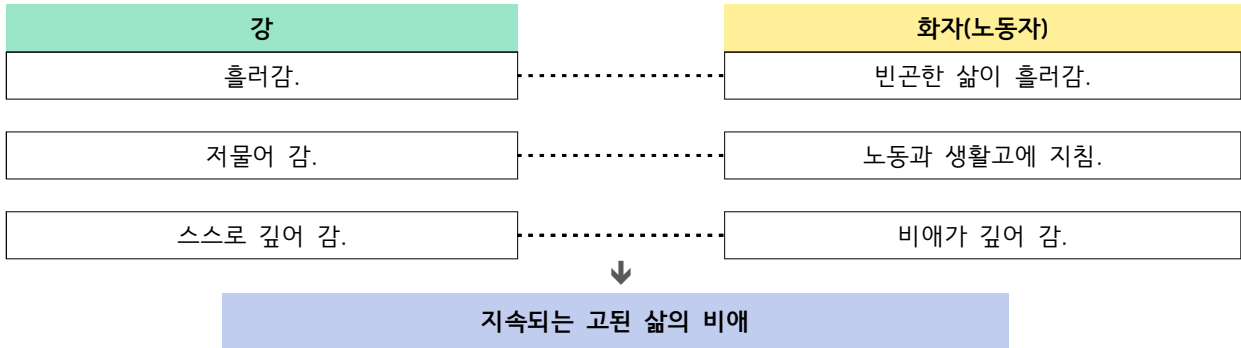 강
화자(노동자)
흘러감.
빈곤한 삶이 흘러감.
저물어 감.
노동과 생활고에 지침.
스스로 깊어 감.
비애가 깊어 감.
지속되는 고된 삶의 비애